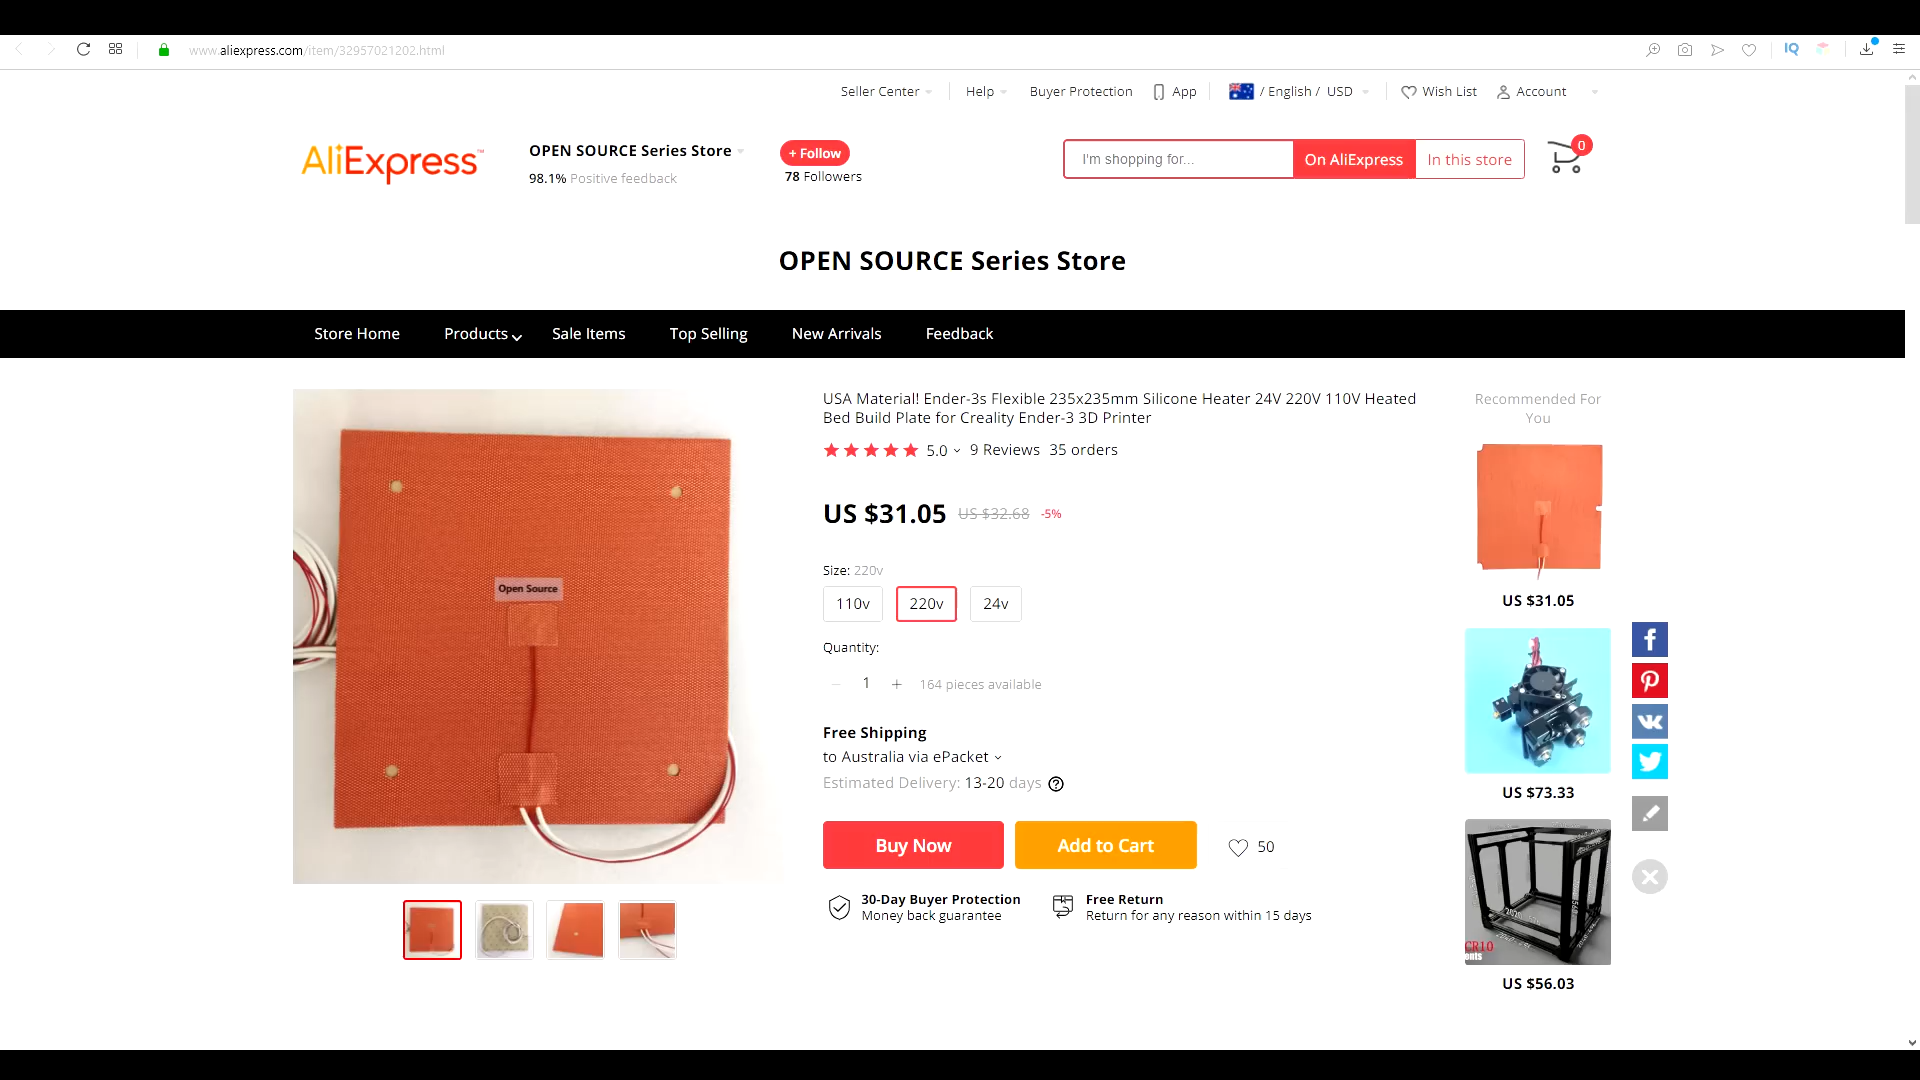 www.aliexpress.com/item/32957021202.html
IQ
Seller Center
Help
Buyer Protection
App
/ English / USD
Wish List
Account
AliExpress™
OPEN SOURCE Series Store
98.1% Positive feedback
+ Follow
78 Followers
I'm shopping for...
On AliExpress
In this store
0
OPEN SOURCE Series Store
Store Home
Products
Sale Items
Top Selling
New Arrivals
Feedback
Open Source
USA Material! Ender-3s Flexible 235x235mm Silicone Heater 24V 220V 110V Heated
Bed Build Plate for Creality Ender-3 3D Printer
5.0
9 Reviews
35 orders
US $31.05
US $32.68
-5%
Size: 220v
110v
220v
24v
Quantity:
1
164 pieces available
Free Shipping
to Australia via ePacket
Estimated Delivery: 13-20 days
Buy Now
Add to Cart
50
30-Day Buyer Protection
Money back guarantee
Free Return
Return for any reason within 15 days
Recommended For
You
US $31.05
US $73.33
CR10
US $56.03